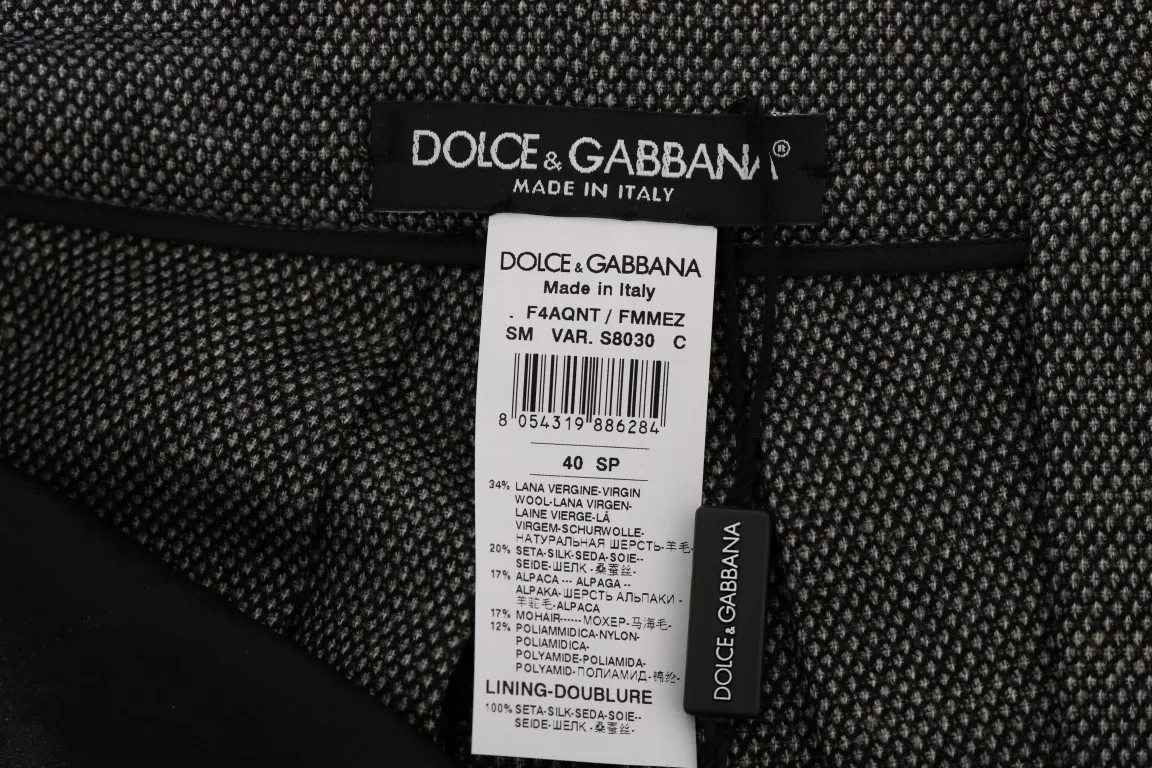 DOLCE & GABBANA®
MADE IN ITALY
DOLCE & GABBANA
Made in Italy
. F4AQNT / FMMEZ
SM VAR. S8030 C
8 054319 886284
40 SP
34% LANA VERGINE-VIRGIN
WOOL-LANA VIRGEN-
LAINE VIERGE-LÃ
VIRGEM-SCHURWOLLE-
НАТУРАЛЬНАЯ ШЕРСТЬ-羊毛-
20% SETA-SILK-SEDA-SOIE--
SEIDE-ШЕЛК -桑蚕丝-
17% ALPACA --- ALPAGA --
ALPAKA-ШЕРСТЬ АЛЬПАКИ -
羊驼毛-ALPACA
17% MOHAIR------МОХЕР-马海毛-
12% POLIAMMIDICA-NYLON-
POLIAMIDICA-
POLYAMIDE-POLIAMIDA-
POLYAMID-ПОЛИАМИД-锦纶-
LINING-DOUBLURE
100% SETA-SILK-SEDA-SOIE--
SEIDE-ШЕЛК -桑蚕丝-
DOLCE & GABBANA